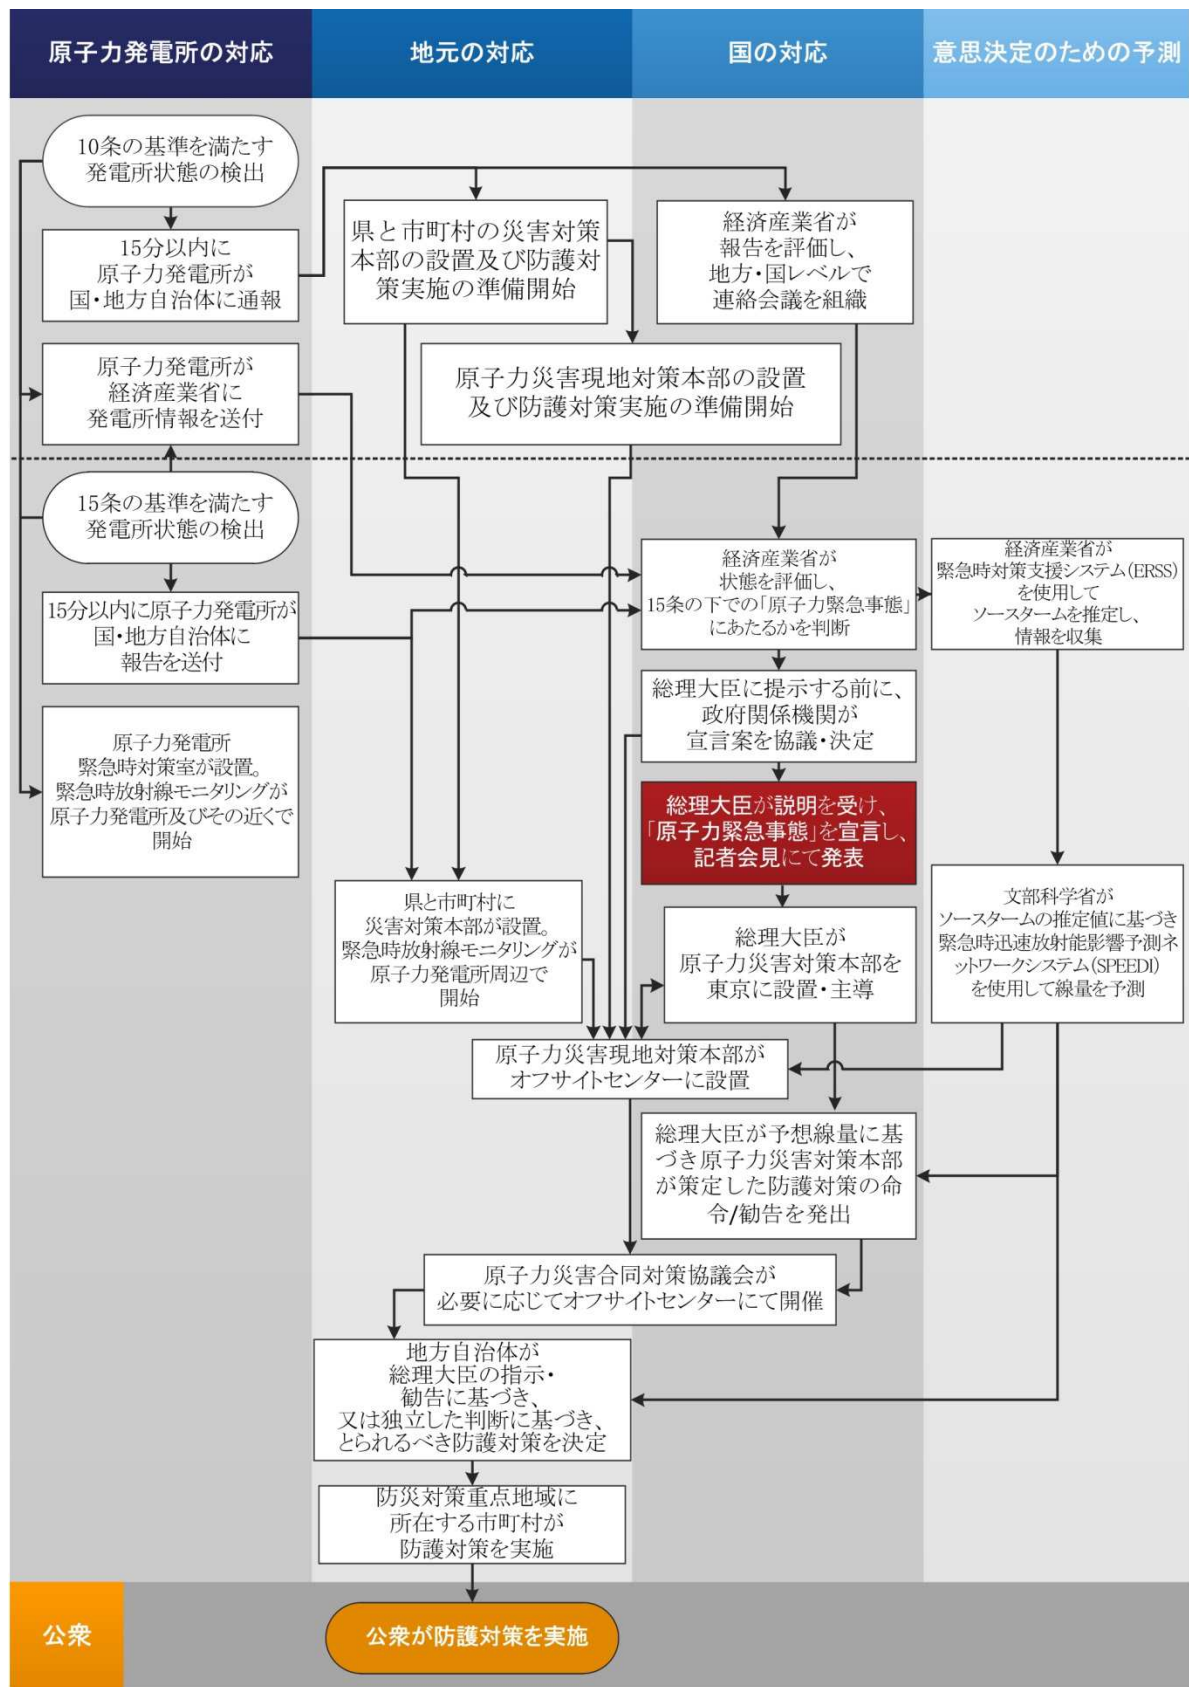 原子力発電所の対応
地元の対応
国の対応
意思決定のための予測
10条の基準を満たす
発電所状態の検出
15分以内に
原子力発電所が
国・地方自治体に通報
県と市町村の災害対策
本部の設置及び防護対
策実施の準備開始
経済産業省が
報告を評価し、
地方・国レベルで
連絡会議を組織
原子力発電所が
経済産業省に
発電所情報を送付
原子力災害現地対策本部の設置
及び防護対策実施の準備開始
15条の基準を満たす
発電所状態の検出
15分以内に原子力発電所が
国・地方自治体に
報告を送付
経済産業省が
状態を評価し、
15条の下での「原子力緊急事態」
にあたるかを判断
経済産業省が
緊急時対策支援システム(ERSS)
を使用して
ソースタームを推定し、
情報を収集
総理大臣に提示する前に、
政府関係機関が
宣言案を協議・決定
原子力発電所
緊急時対策室が設置。
緊急時放射線モニタリングが
原子力発電所及びその近くで
開始
総理大臣が説明を受け、
「原子力緊急事態」を宣言し、
記者会見にて発表
県と市町村に
災害対策本部が設置。
緊急時放射線モニタリングが
原子力発電所周辺で
開始
総理大臣が
原子力災害対策本部を
東京に設置・主導
文部科学省が
ソースタームの推定値に基づき
緊急時迅速放射能影響予測ネ
ットワークシステム(SPEEDI)
を使用して線量を予測
原子力災害現地対策本部が
オフサイトセンターに設置
総理大臣が予想線量に基
づき原子力災害対策本部
が策定した防護対策の命
令/勧告を発出
原子力災害合同対策協議会が
必要に応じてオフサイトセンターにて開催
地方自治体が
総理大臣の指示・
勧告に基づき、
又は独立した判断に基づき、
とられるべき防護対策を決定
防災対策重点地域に
所在する市町村が
防護対策を実施
公衆
公衆が防護対策を実施